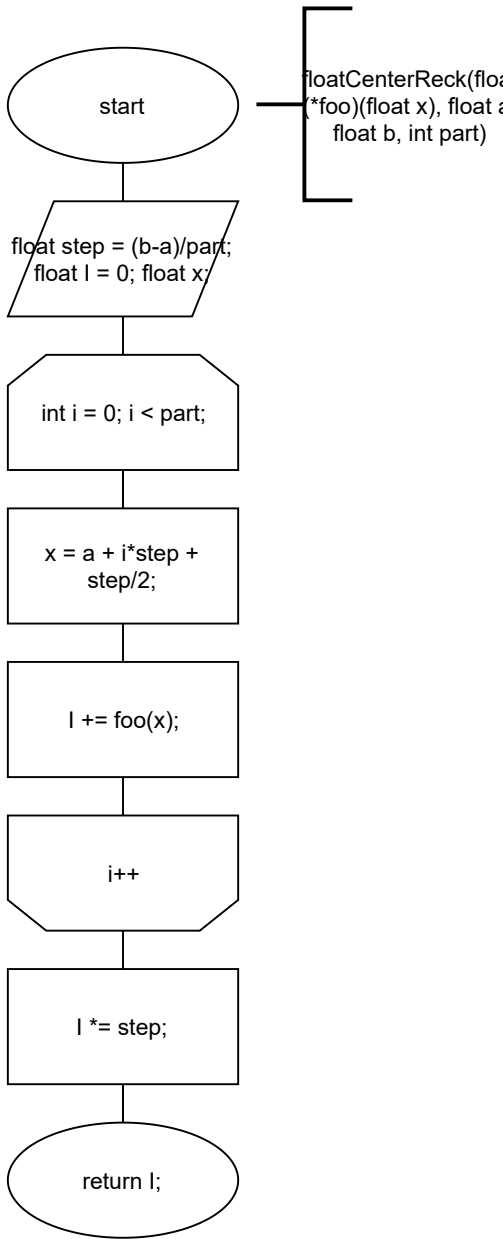 start
floatCenterReck(floa
(*foo)(float x), float a
float b, int part)
float step = (b-a)/part;
float I = 0; float x;
int i = 0; i < part;
x = a + i*step +
step/2;
I += foo(x);
i++
I *= step;
return I;